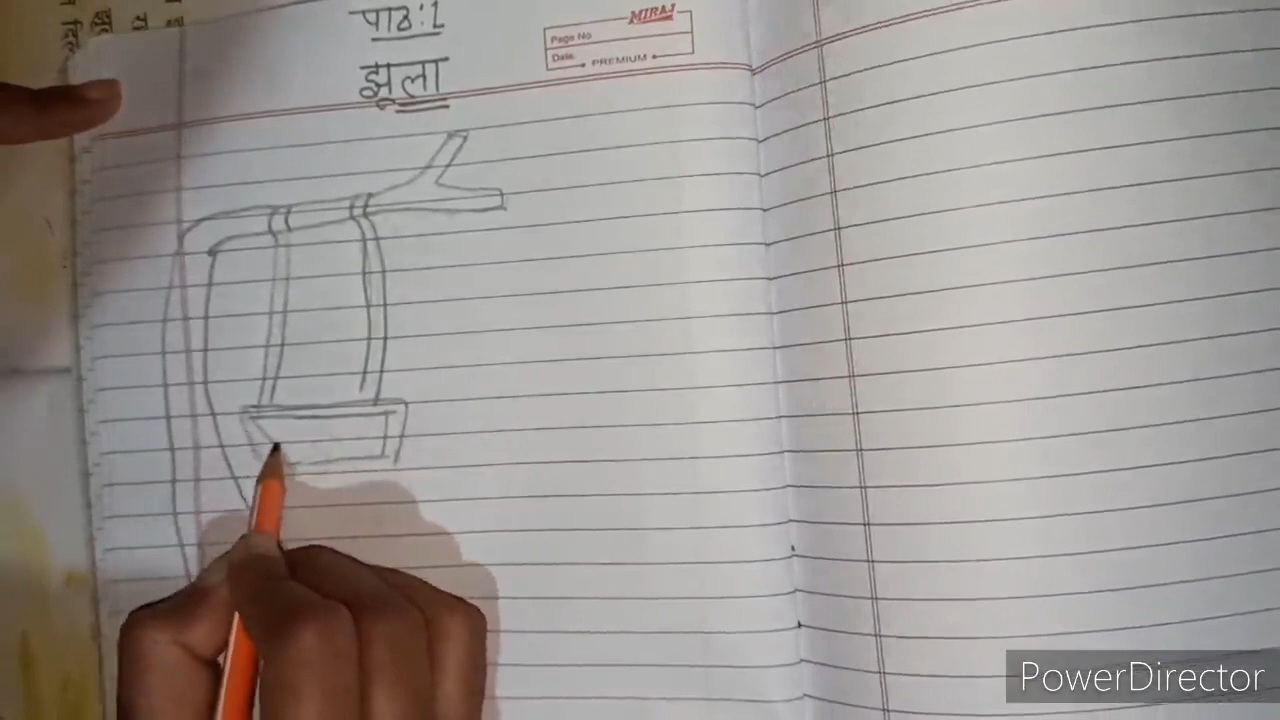 पाठ:1
झूला
MIRAJ
Page No
Date
PREMIUM
PowerDirector